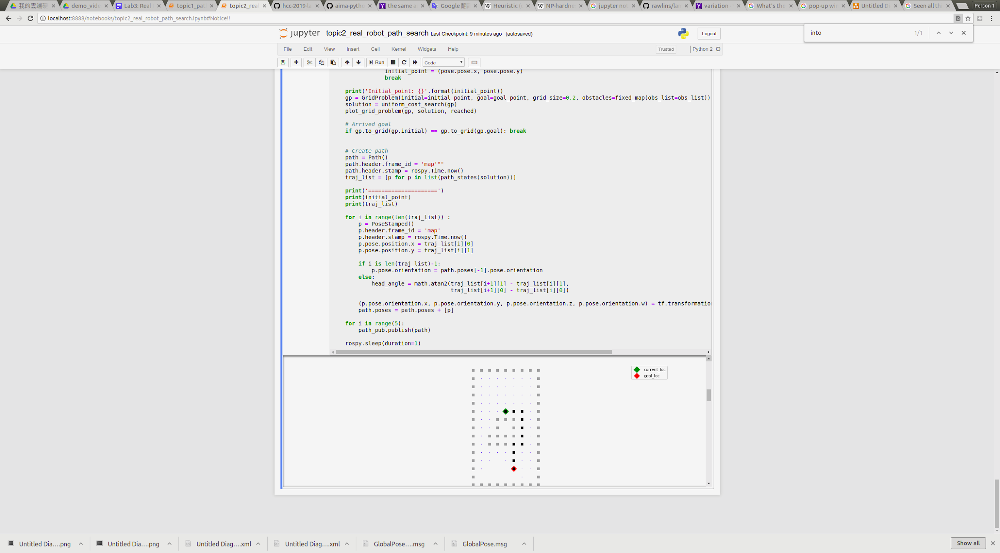 我的雲端硬
demo_vide
Lab3: Real
topic1_pat
topic2_rea
hcc-2019-la
aima-pytho
the same a
Google 翻
Heuristic (
NP-hardne
jupyter not
rawlins/lan
variation -
What's the
pop-up wi
Untitled D
Seen all th
Person 1
localhost:8888/notebooks/topic2_real_robot_path_search.ipynb#Notice!!
into 1/1
jupyter topic2_real_robot_path_search Last Checkpoint: 9 minutes ago (autosaved)
Logout
File Edit View Insert Cell Kernel Widgets Help
Trusted Python 2
Run Code
initial_point = (pose.pose.x, pose.pose.y)
break
print('Initial_point: {}'.format(initial_point))
gp = GridProblem(initial=initial_point, goal=goal_point, grid_size=0.2, obstacles=fixed_map(obs_list=obs_list))
solution = uniform_cost_search(gp)
plot_grid_problem(gp, solution, reached)
# Arrived goal
if gp.to_grid(gp.initial) == gp.to_grid(gp.goal): break
# Create path
path = Path()
path.header.frame_id = 'map'""
path.header.stamp = rospy.Time.now()
traj_list = [p for p in list(path_states(solution))]
print('=====================')
print(initial_point)
print(traj_list)
for i in range(len(traj_list)) :
p = PoseStamped()
p.header.frame_id = 'map'
p.header.stamp = rospy.Time.now()
p.pose.position.x = traj_list[i][0]
p.pose.position.y = traj_list[i][1]
if i is len(traj_list)-1:
p.pose.orientation = path.poses[-1].pose.orientation
else:
head_angle = math.atan2(traj_list[i+1][1] - traj_list[i][1],
traj_list[i+1][0] - traj_list[i][0])
(p.pose.orientation.x, p.pose.orientation.y, p.pose.orientation.z, p.pose.orientation.w) = tf.transformation
path.poses = path.poses + [p]
for i in range(5):
path_pub.publish(path)
rospy.sleep(duration=1)
current_loc
goal_loc
Untitled Dia....png
Untitled Dia....png
Untitled Diag....xml
Untitled Diag....xml
GlobalPose....msg
GlobalPose.msg
Show all